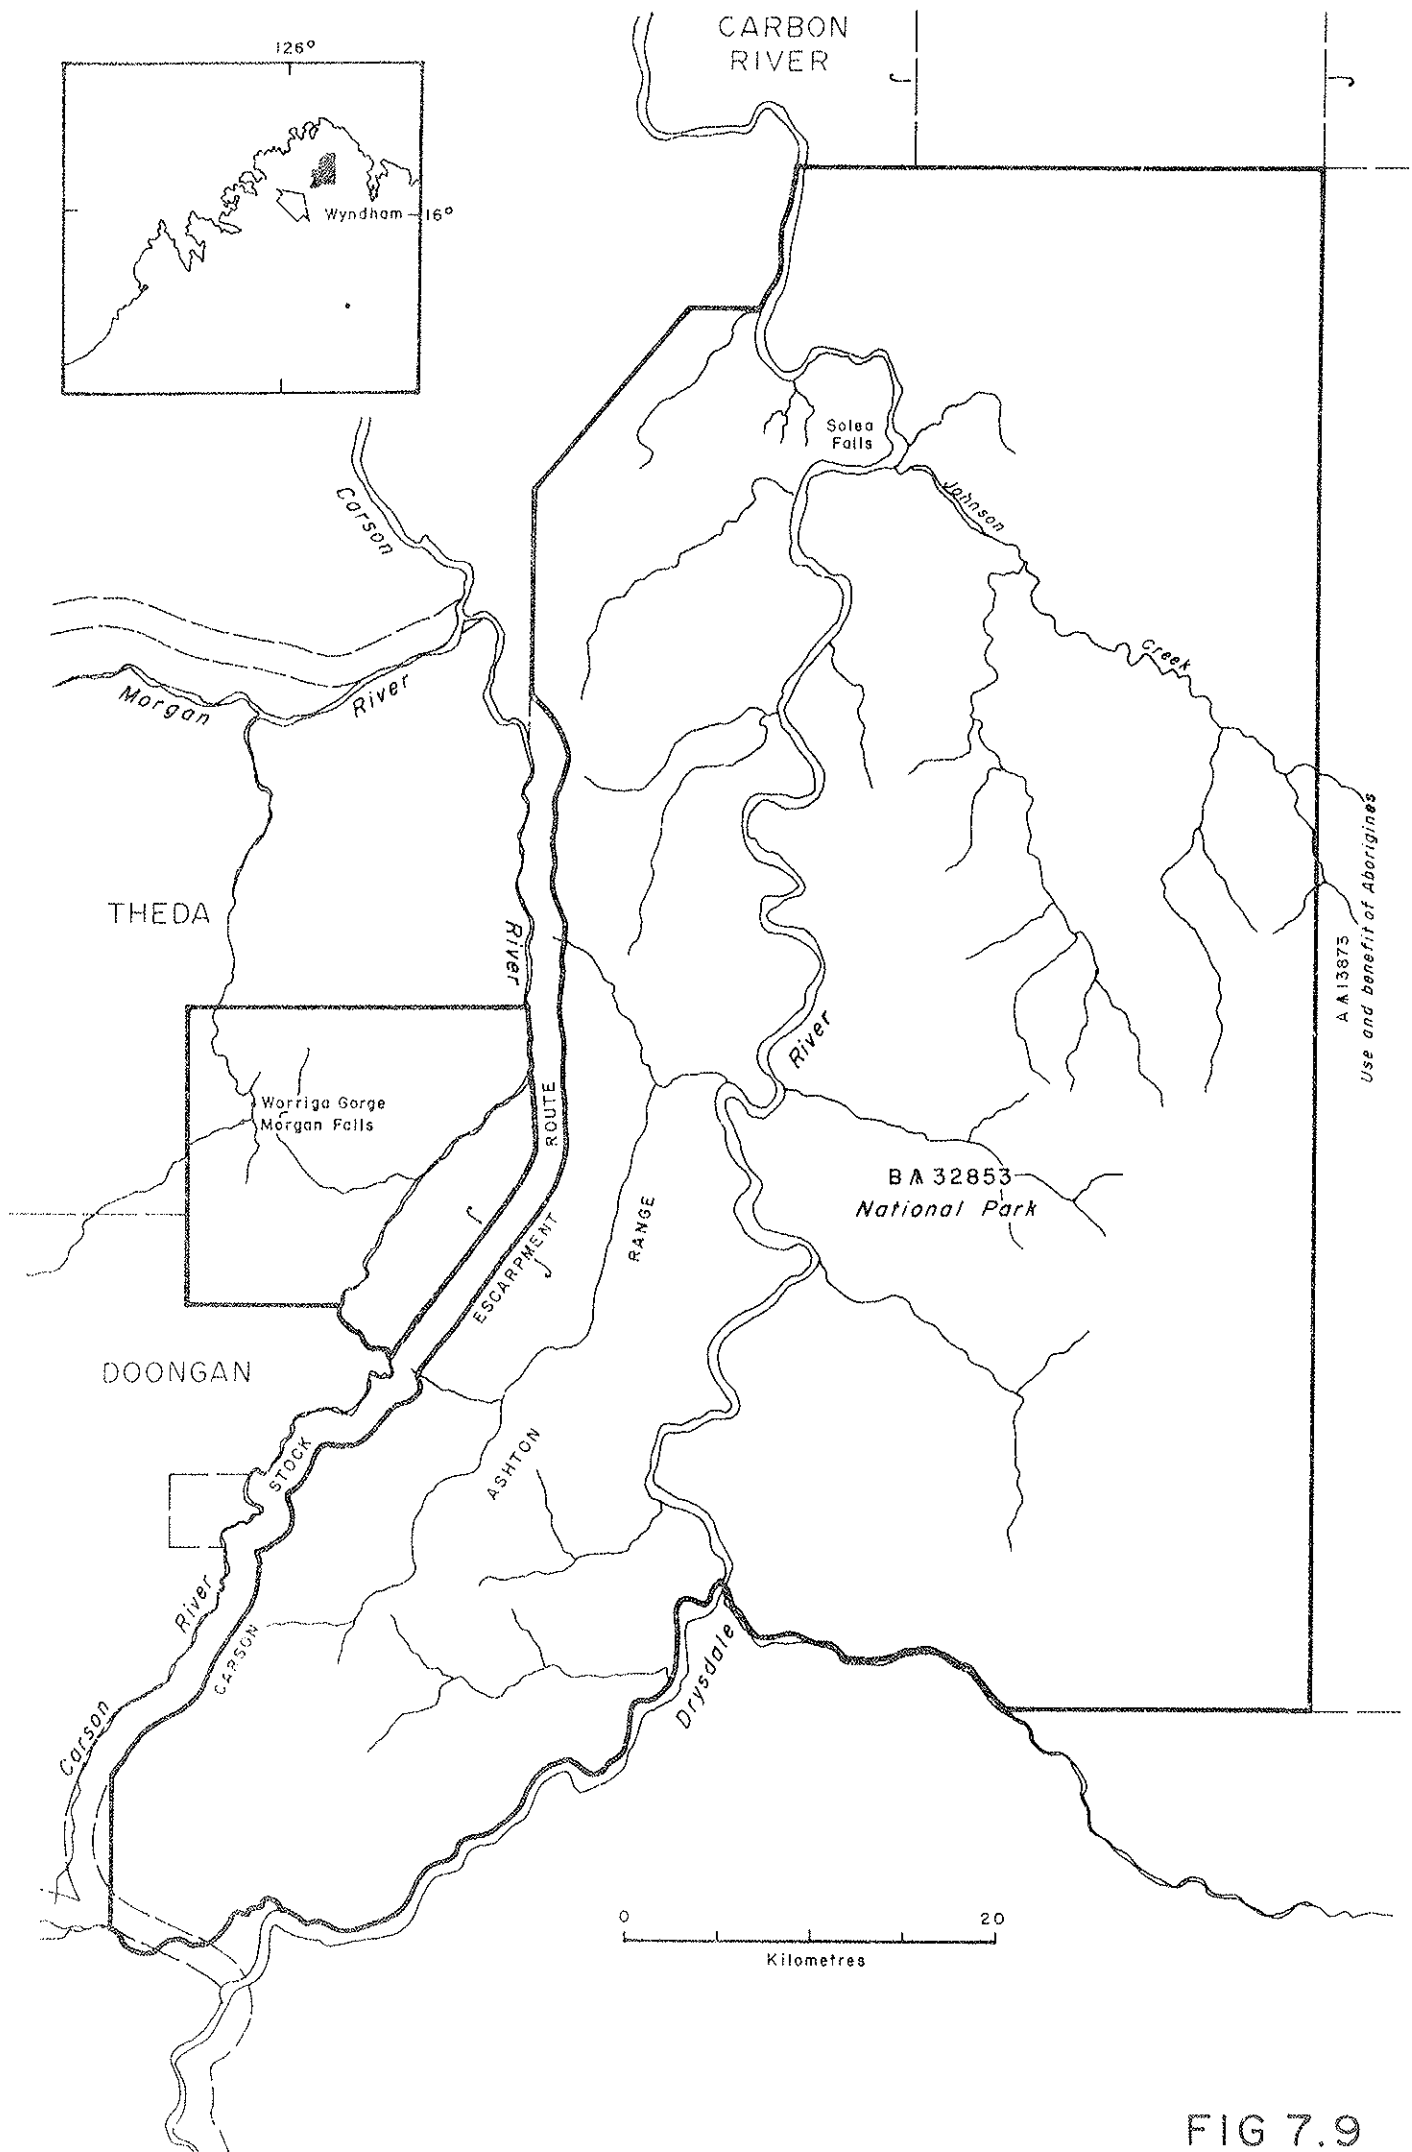 CARBON
RIVER
126°
Wyndham
16°
Solea
Falls
Johnson
Creek
Carson
Morgan
River
THEDA
River
Use and benefit of Aborigines
A Λ 13873
River
ROUTE
Worriga Gorge
Morgan Falls
B Λ 32853
National Park
RANGE
ESCARPMENT
DOONGAN
ASHTON
STOCK
River
CARSON
Drysdale
Carson
0 20
Kilometres
FIG 7.9